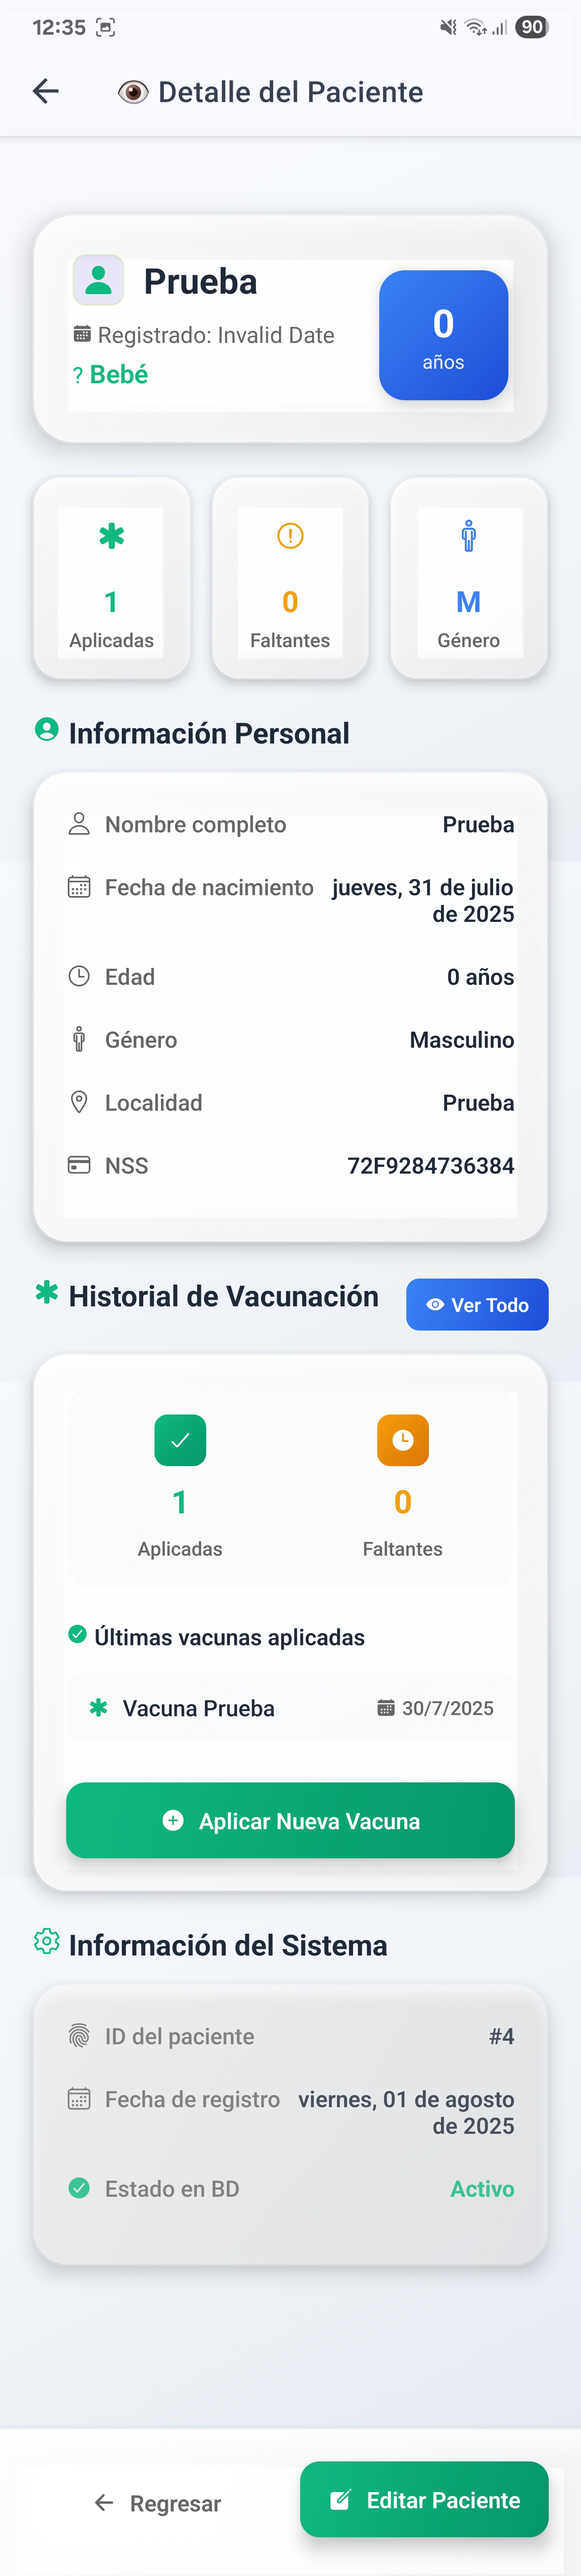 12:35
90
Detalle del Paciente
Prueba
Registrado: Invalid Date
? Bebé
0
años
1
Aplicadas
0
Faltantes
M
Género
Información Personal
Nombre completo Prueba
Fecha de nacimiento jueves, 31 de julio
de 2025
Edad 0 años
Género Masculino
Localidad Prueba
NSS 72F9284736384
Historial de Vacunación Ver Todo
1
Aplicadas
0
Faltantes
Últimas vacunas aplicadas
Vacuna Prueba 30/7/2025
Aplicar Nueva Vacuna
Información del Sistema
ID del paciente #4
Fecha de registro viernes, 01 de agosto
de 2025
Estado en BD Activo
Regresar Editar Paciente